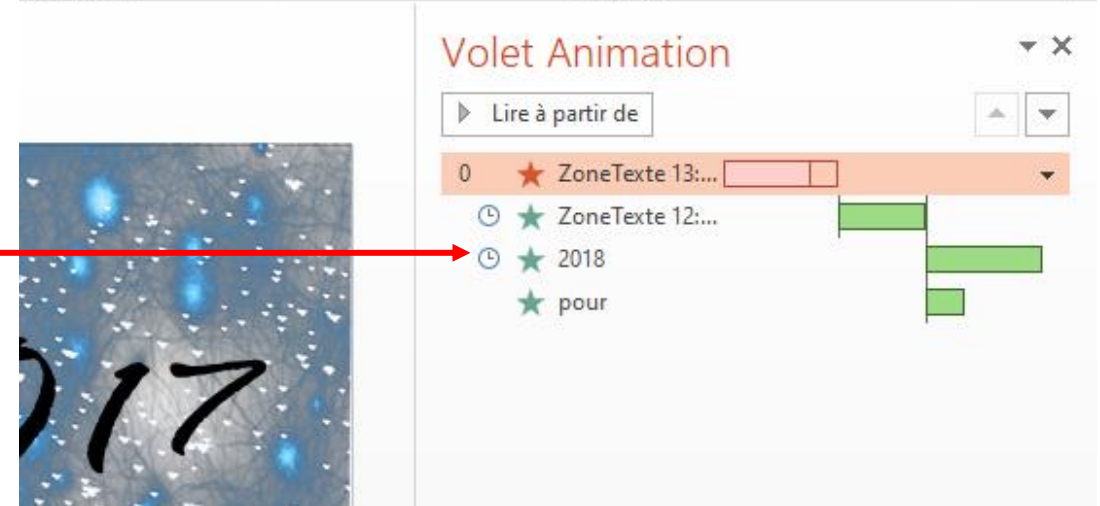 Volet Animation
Lire à partir de
0 ZoneTexte 13:...
ZoneTexte 12:...
2018
pour
017